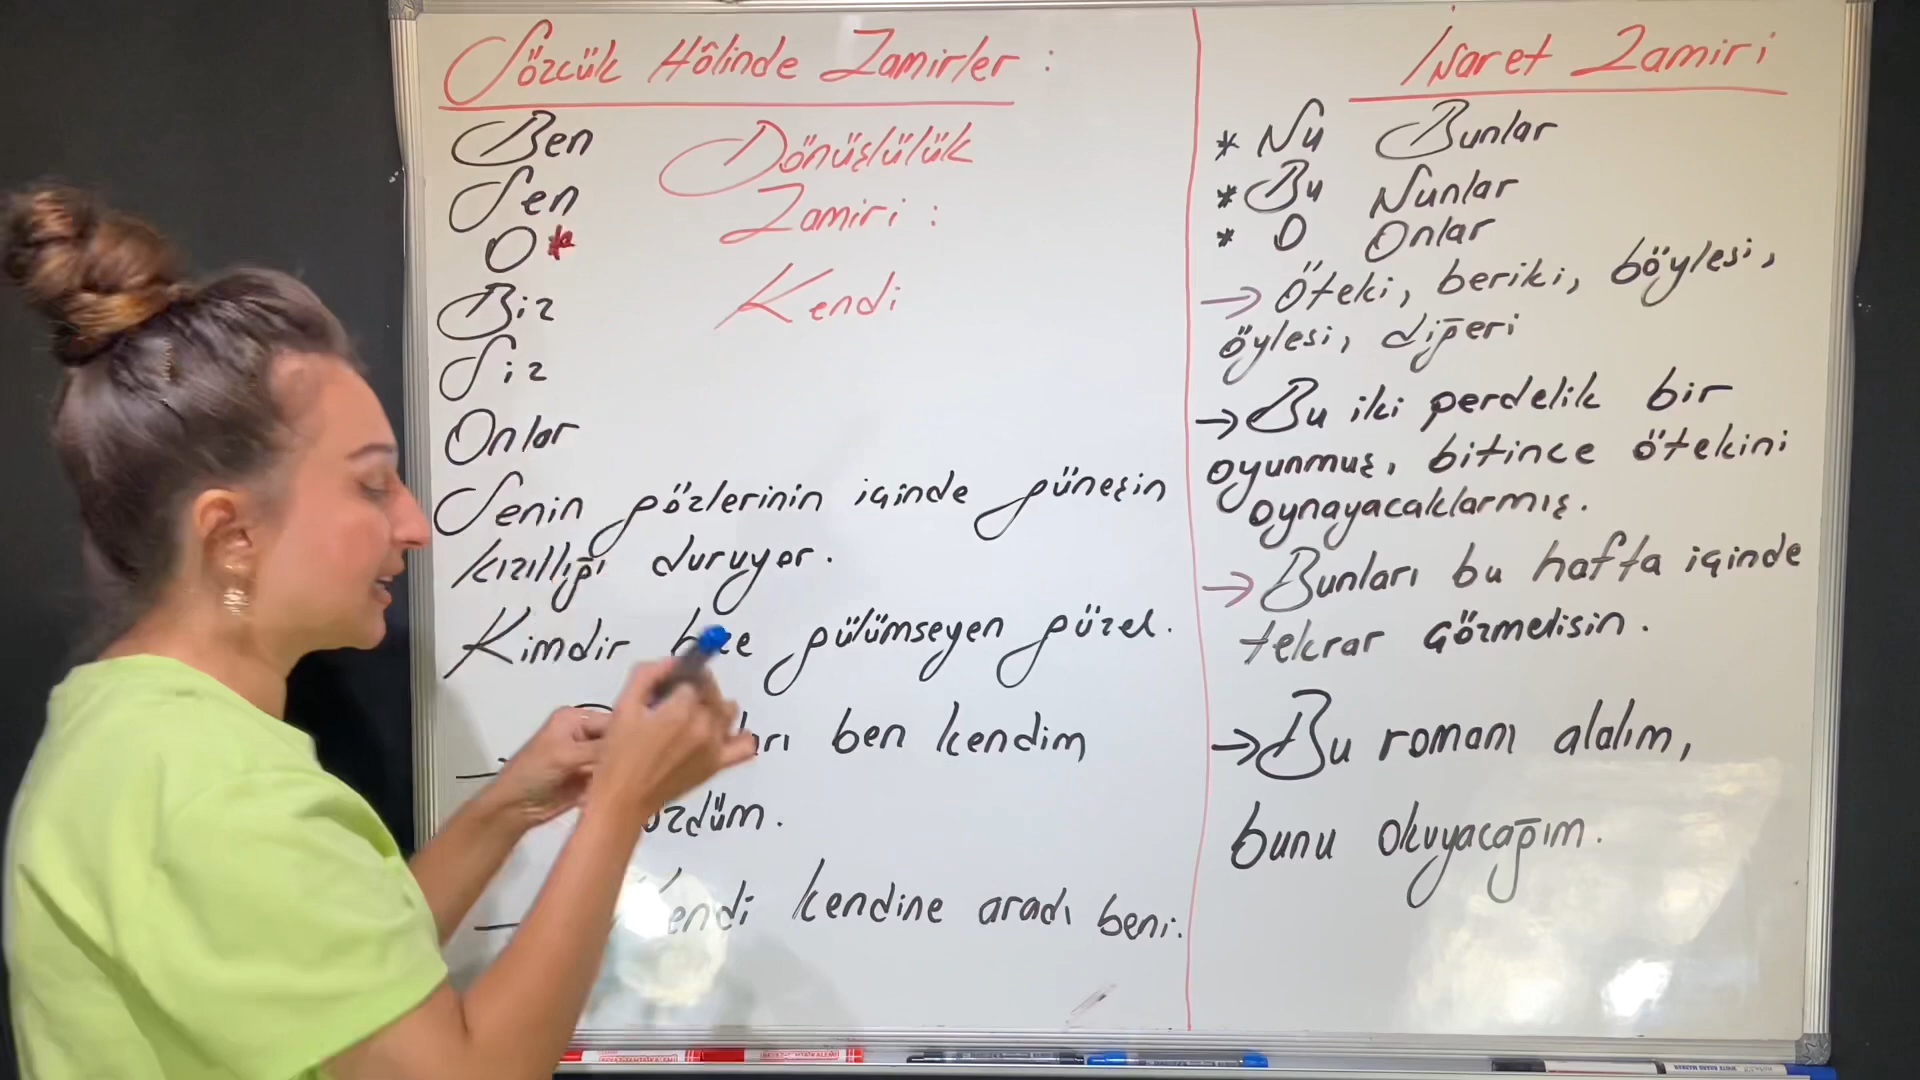 Sözcük Hâlinde Zamirler :
Ben
Sen
O*
Biz
Siz
Onlar
Dönüşlülük
Zamiri :
Kendi
Senin gözlerinin içinde güneşin
kızıllığı duruyor.
Kimdir gülümseyen güzel.
ben kendim
kendine aradı beni.
İşaret Zamiri
* Şu Bunlar
* Bu Şunlar
* O Onlar
→ Öteki, beriki, böylesi,
öylesi, diğeri
→ Bu iki perdelik bir
oyunmuş, bitince ötekini
oynayacaklarmış.
→ Bunları bu hafta içinde
tekrar çözmelisin.
→ Bu romanı alalım,
bunu okuyacağım.